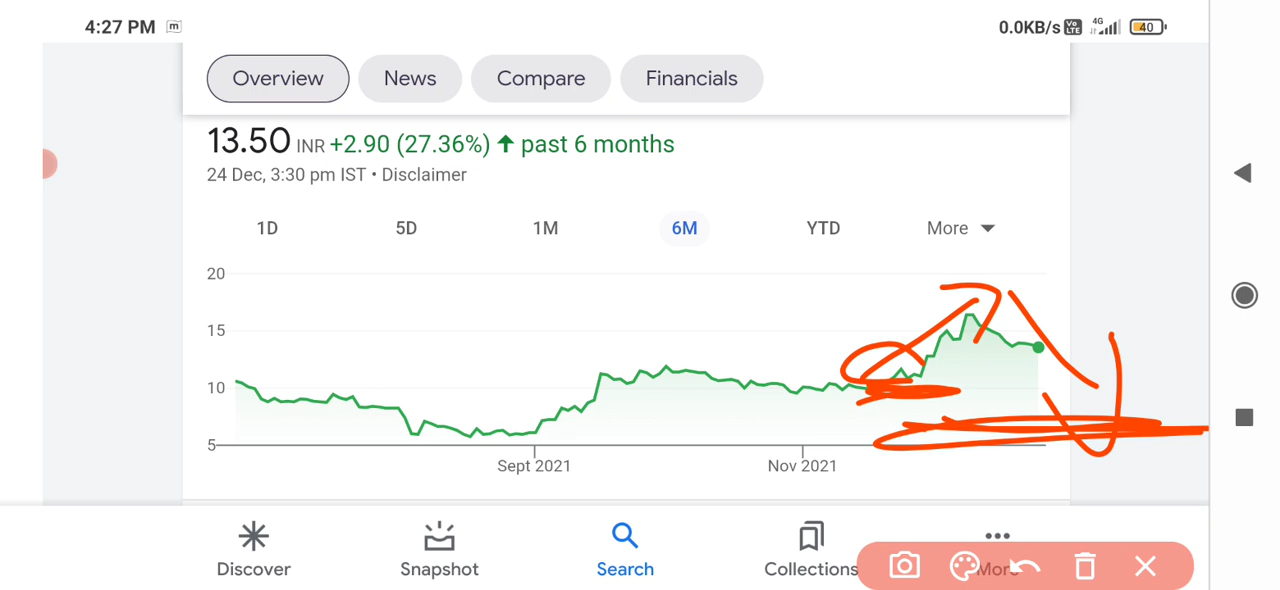 4:27 PM m 0.0KB/s Vo LTE 4G 40
Overview News Compare Financials
13.50 INR +2.90 (27.36%) ↑ past 6 months
24 Dec, 3:30 pm IST • Disclaimer
1D 5D 1M 6M YTD More
20
15
10
5
Sept 2021 Nov 2021
Discover Snapshot Search Collections More